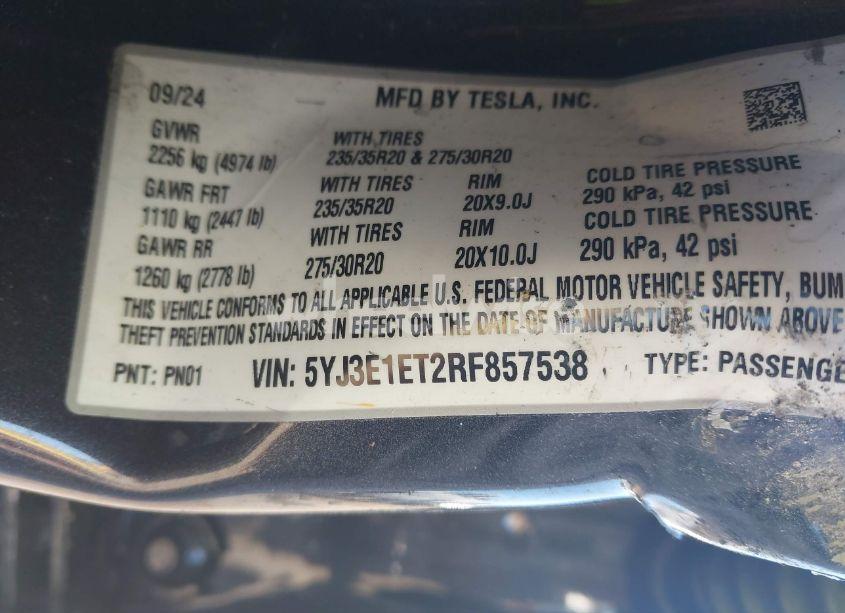 09/24 MFD BY TESLA, INC.
GVWR WITH TIRES
2256 kg (4974 lb) 235/35R20 & 275/30R20
GAWR FRT WITH TIRES RIM COLD TIRE PRESSURE
1110 kg (2447 lb) 235/35R20 20X9.0J 290 kPa, 42 psi
GAWR RR WITH TIRES RIM COLD TIRE PRESSURE
1260 kg (2778 lb) 275/30R20 20X10.0J 290 kPa, 42 psi
THIS VEHICLE CONFORMS TO ALL APPLICABLE U.S. FEDERAL MOTOR VEHICLE SAFETY, BUM
THEFT PREVENTION STANDARDS IN EFFECT ON THE DATE OF MANUFACTURE SHOWN ABOVE
PNT: PN01 VIN: 5YJ3E1ET2RF857538 TYPE: PASSENGE